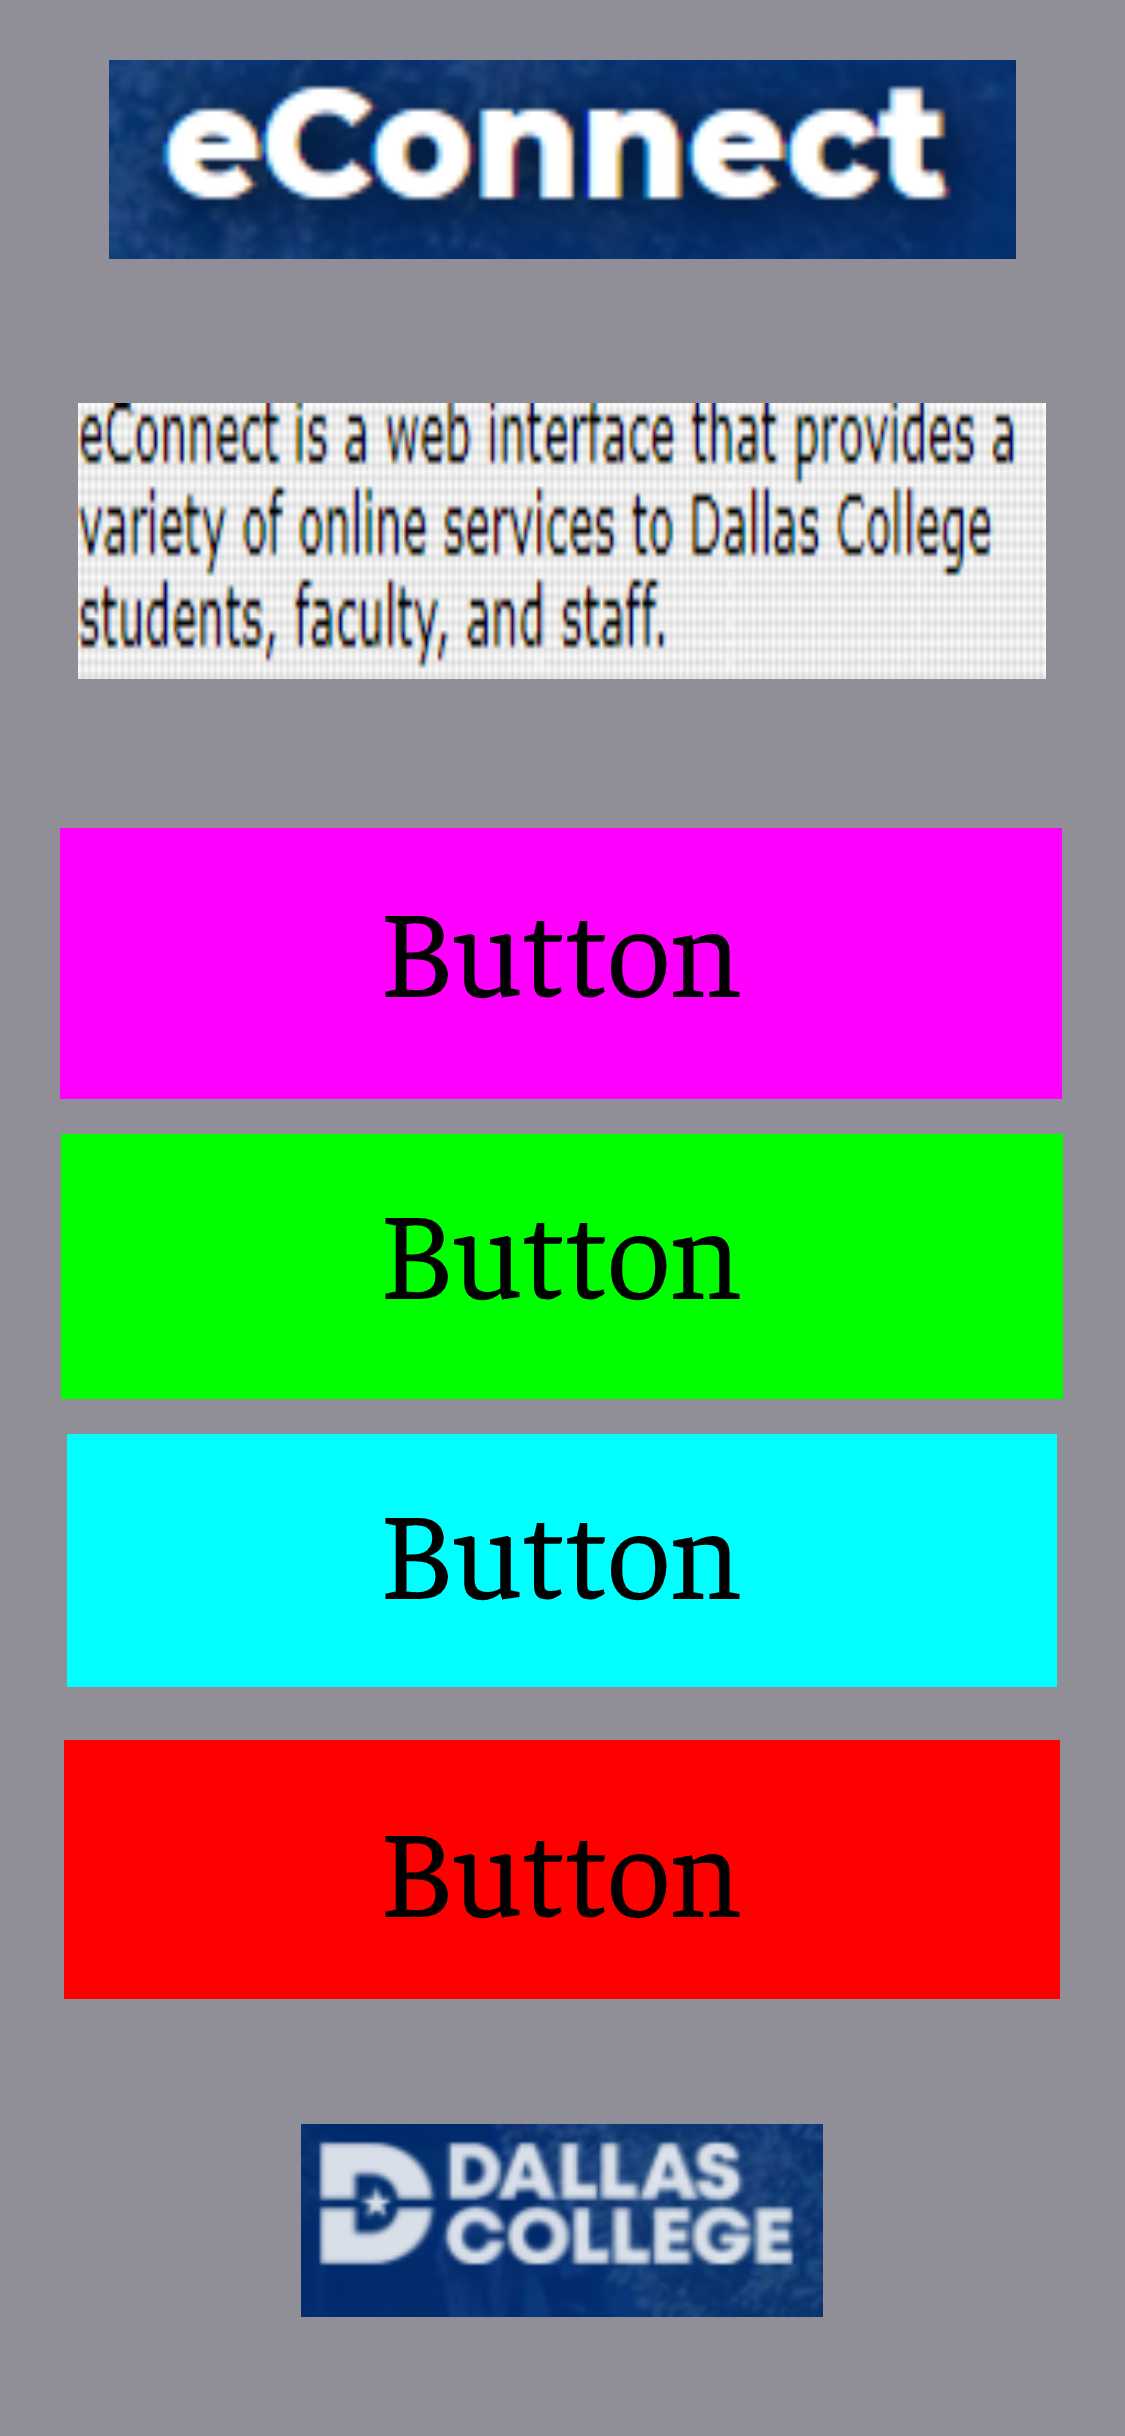 eConnect
eConnect is a web interface that provides a
variety of online services to Dallas College
students, faculty, and staff.
Button
Button
Button
Button
DALLAS
COLLEGE